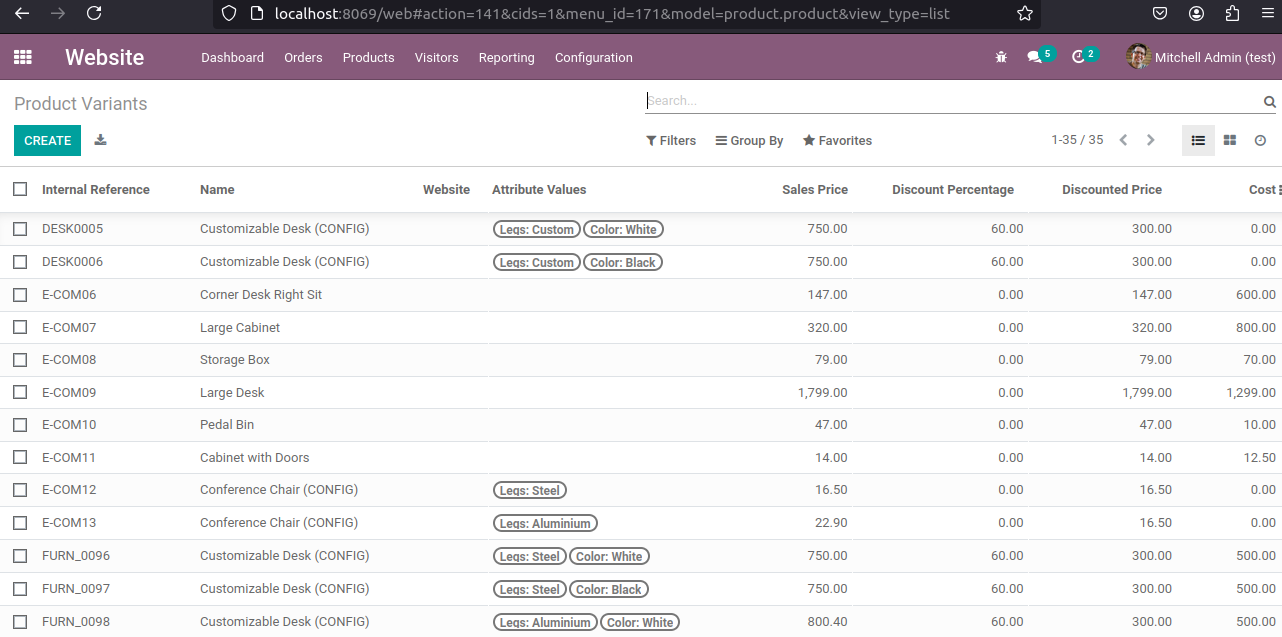 localhost:8069/web#action=141&cids=1&menu_id=171&model=product.product&view_type=list
Website Dashboard Orders Products Visitors Reporting Configuration 5 2 Mitchell Admin (test)
Product Variants Search...
CREATE Filters Group By Favorites 1-35 / 35
Internal Reference Name Website Attribute Values Sales Price Discount Percentage Discounted Price Cost
DESK0005 Customizable Desk (CONFIG) Legs: Custom Color: White 750.00 60.00 300.00 0.00
DESK0006 Customizable Desk (CONFIG) Legs: Custom Color: Black 750.00 60.00 300.00 0.00
E-COM06 Corner Desk Right Sit 147.00 0.00 147.00 600.00
E-COM07 Large Cabinet 320.00 0.00 320.00 800.00
E-COM08 Storage Box 79.00 0.00 79.00 70.00
E-COM09 Large Desk 1,799.00 0.00 1,799.00 1,299.00
E-COM10 Pedal Bin 47.00 0.00 47.00 10.00
E-COM11 Cabinet with Doors 14.00 0.00 14.00 12.50
E-COM12 Conference Chair (CONFIG) Legs: Steel 16.50 0.00 16.50 0.00
E-COM13 Conference Chair (CONFIG) Legs: Aluminium 22.90 0.00 16.50 0.00
FURN_0096 Customizable Desk (CONFIG) Legs: Steel Color: White 750.00 60.00 300.00 500.00
FURN_0097 Customizable Desk (CONFIG) Legs: Steel Color: Black 750.00 60.00 300.00 500.00
FURN_0098 Customizable Desk (CONFIG) Legs: Aluminium Color: White 800.40 60.00 300.00 500.00